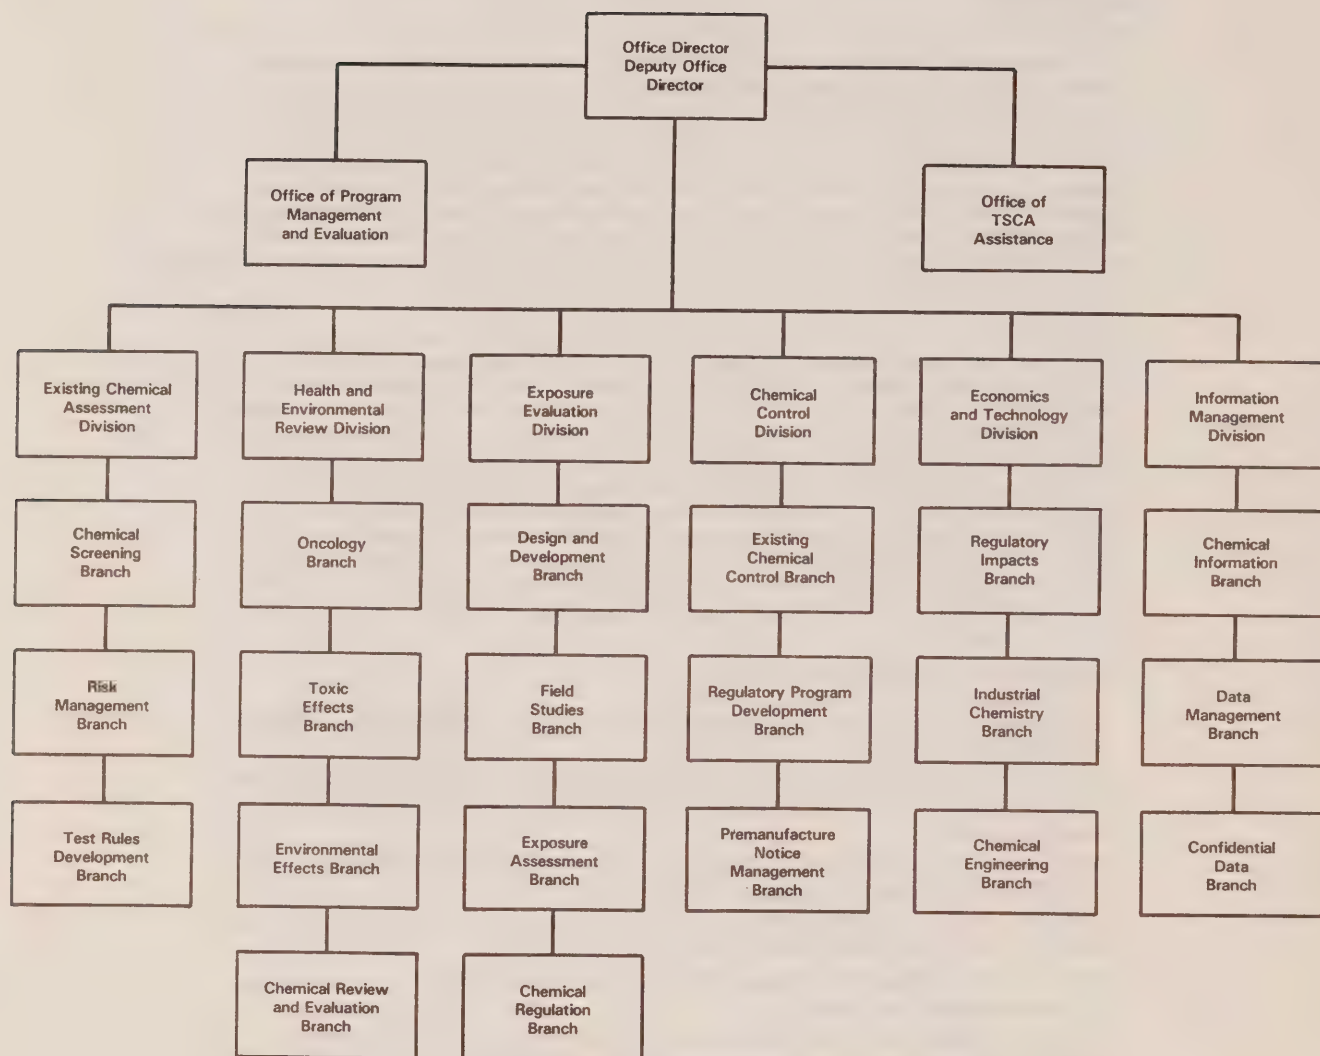 Office Director
Deputy Office
Director
Office of Program
Management
and Evaluation
Office of
TSCA
Assistance
Existing Chemical
Assessment
Division
Health and
Environmental
Review Division
Exposure
Evaluation
Division
Chemical
Control
Division
Economics
and Technology
Division
Information
Management
Division
Chemical
Screening
Branch
Oncology
Branch
Design and
Development
Branch
Existing
Chemical
Control Branch
Regulatory
Impacts
Branch
Chemical
Information
Branch
Risk
Management
Branch
Toxic
Effects
Branch
Field
Studies
Branch
Regulatory Program
Development
Branch
Industrial
Chemistry
Branch
Data
Management
Branch
Test Rules
Development
Branch
Environmental
Effects Branch
Exposure
Assessment
Branch
Premanufacture
Notice
Management
Branch
Chemical
Engineering
Branch
Confidential
Data
Branch
Chemical Review
and Evaluation
Branch
Chemical
Regulation
Branch